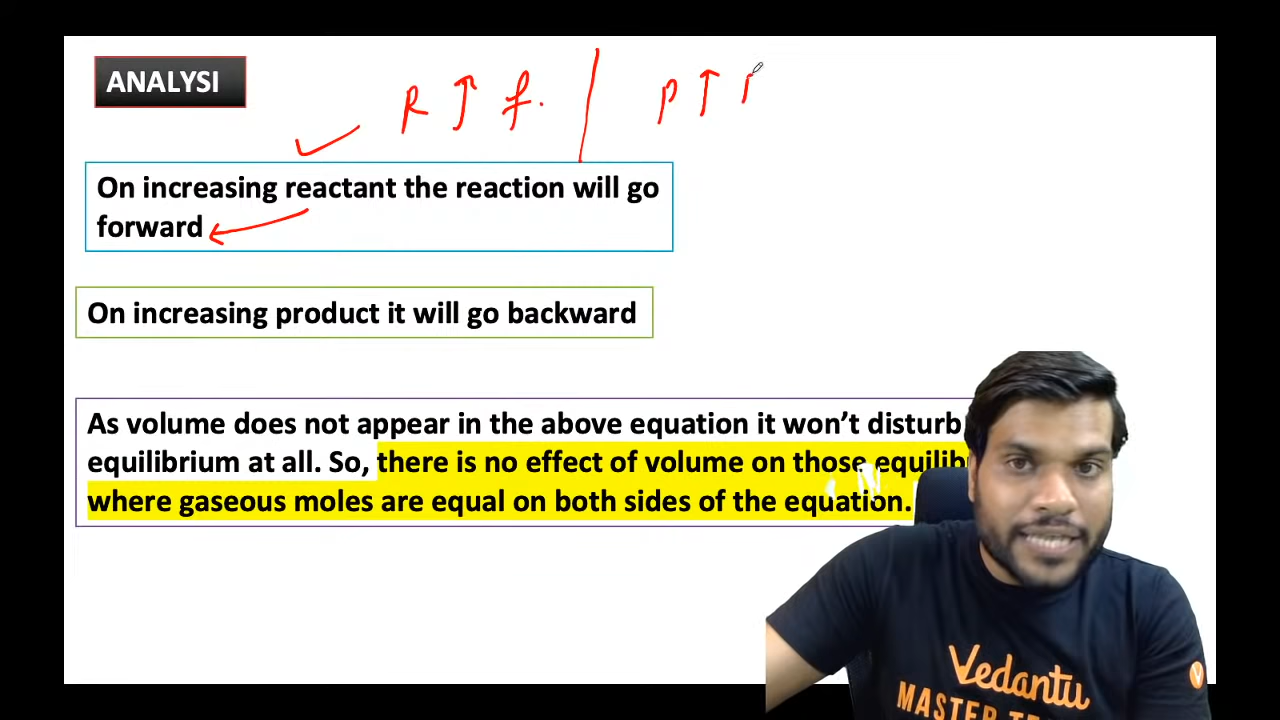 ANALYSI
R ↑ f. P ↑
On increasing reactant the reaction will go
forward
On increasing product it will go backward
As volume does not appear in the above equation it won’t disturb
equilibrium at all. So, there is no effect of volume on those
where gaseous moles are equal on both sides of the equation.
Vedantu
MASTER